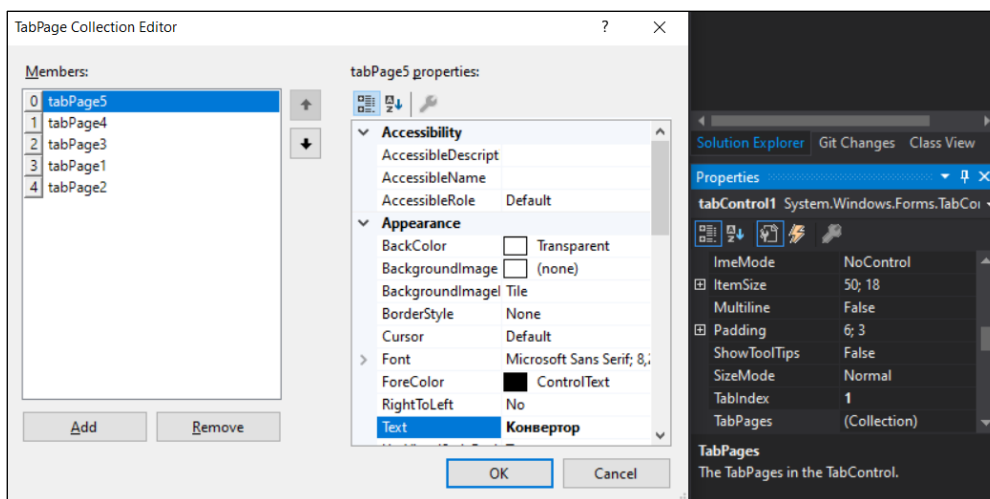 TabPage Collection Editor
?
Members:
0 tabPage5
1 tabPage4
2 tabPage3
3 tabPage1
4 tabPage2
Add
Remove
tabPage5 properties:
Accessibility
AccessibleDescript
AccessibleName
AccessibleRole Default
Appearance
BackColor Transparent
BackgroundImage (none)
BackgroundImageI Tile
BorderStyle None
Cursor Default
Font Microsoft Sans Serif; 8,
ForeColor ControlText
RightToLeft No
Text Конвертор
OK
Cancel
Solution Explorer Git Changes Class View
Properties
tabControl1 System.Windows.Forms.TabCo
ImeMode NoControl
ItemSize 50; 18
Multiline False
Padding 6; 3
ShowToolTips False
SizeMode Normal
TabIndex 1
TabPages (Collection)
TabPages
The TabPages in the TabControl.